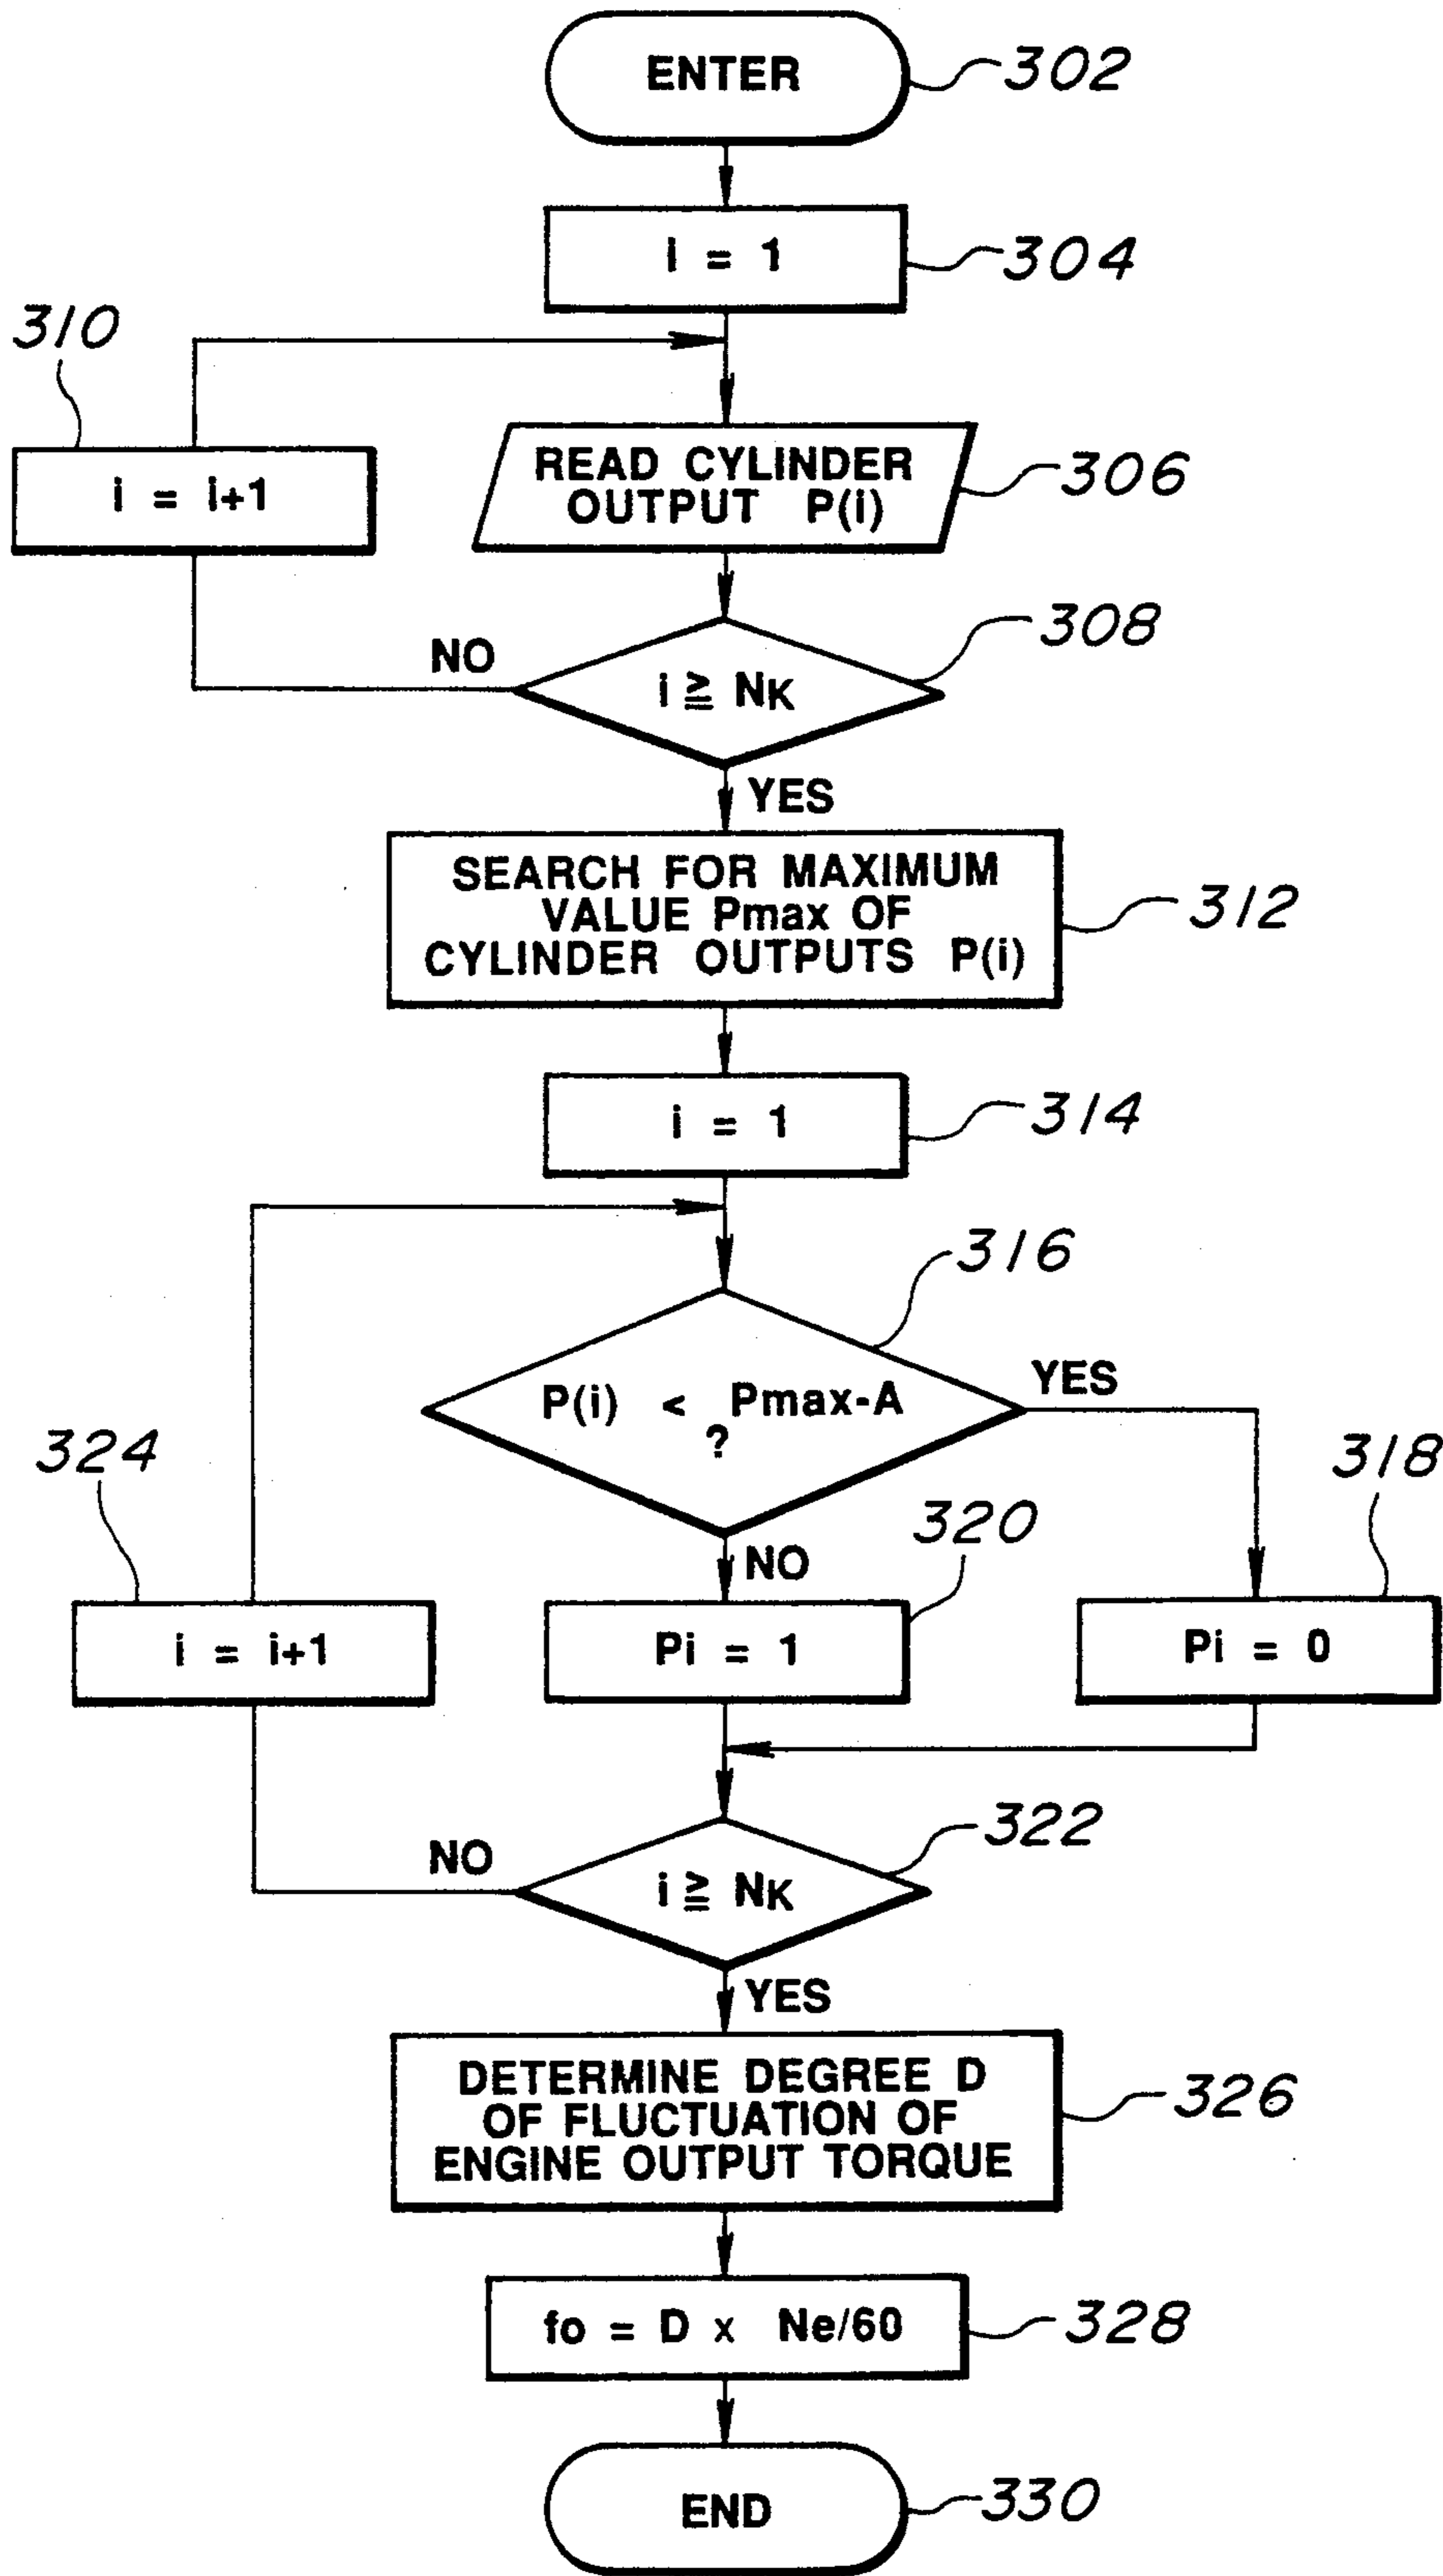 ENTER
302
i = 1
304
310
i = i+1
READ CYLINDER
OUTPUT P(i)
306
308
NO
i ≧ NK
YES
SEARCH FOR MAXIMUM
VALUE Pmax OF
CYLINDER OUTPUTS P(i)
312
i = 1
314
316
P(i) < Pmax-A
?
YES
324
318
320
NO
i = i+1
Pi = 1
Pi = 0
322
NO
i ≧ NK
YES
DETERMINE DEGREE D
OF FLUCTUATION OF
ENGINE OUTPUT TORQUE
326
fo = D x Ne/60
328
END
330